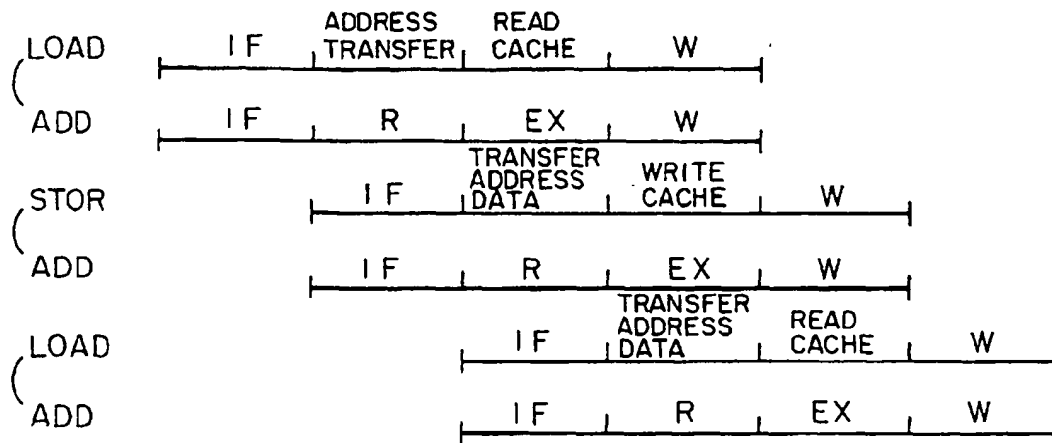 ADDRESS READ
LOAD IF TRANSFER CACHE W
ADD IF R EX W
TRANSFER
ADDRESS WRITE
STOR IF DATA CACHE W
ADD IF R EX W
TRANSFER
ADDRESS READ
LOAD IF DATA CACHE W
ADD IF R EX W